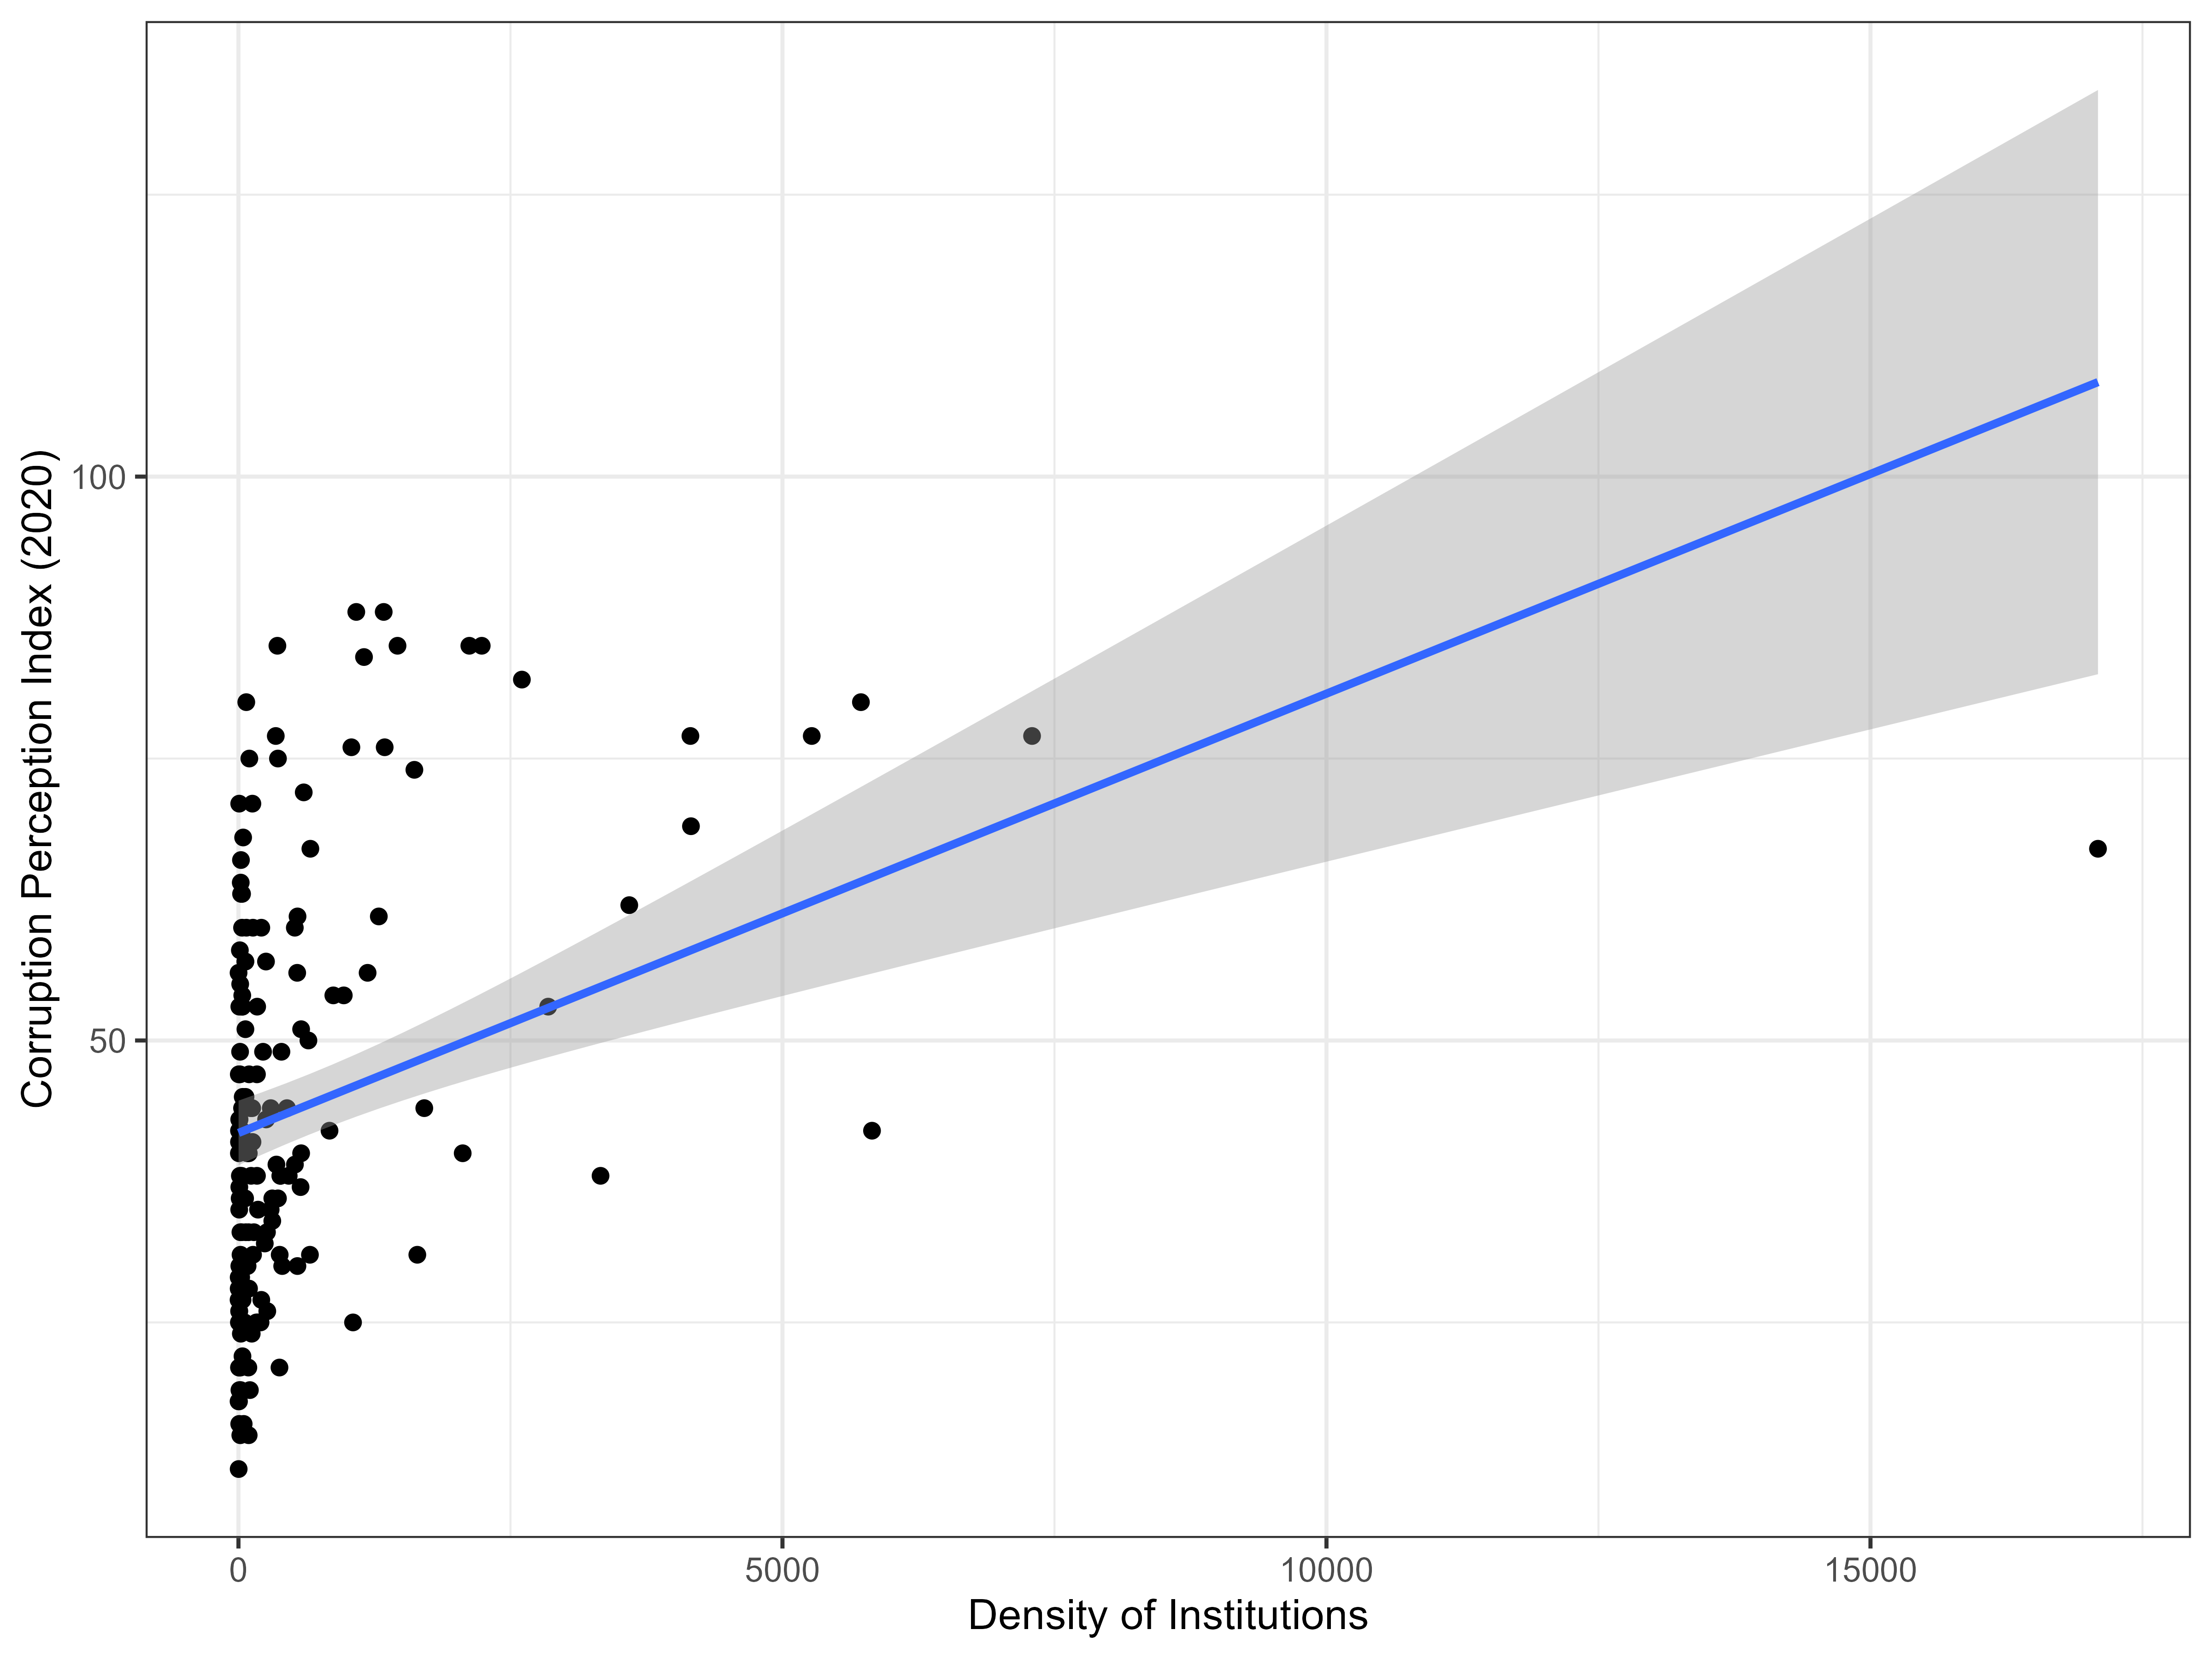 Corruption Perception Index (2020)
100
50
0 5000 10000 15000
Density of Institutions